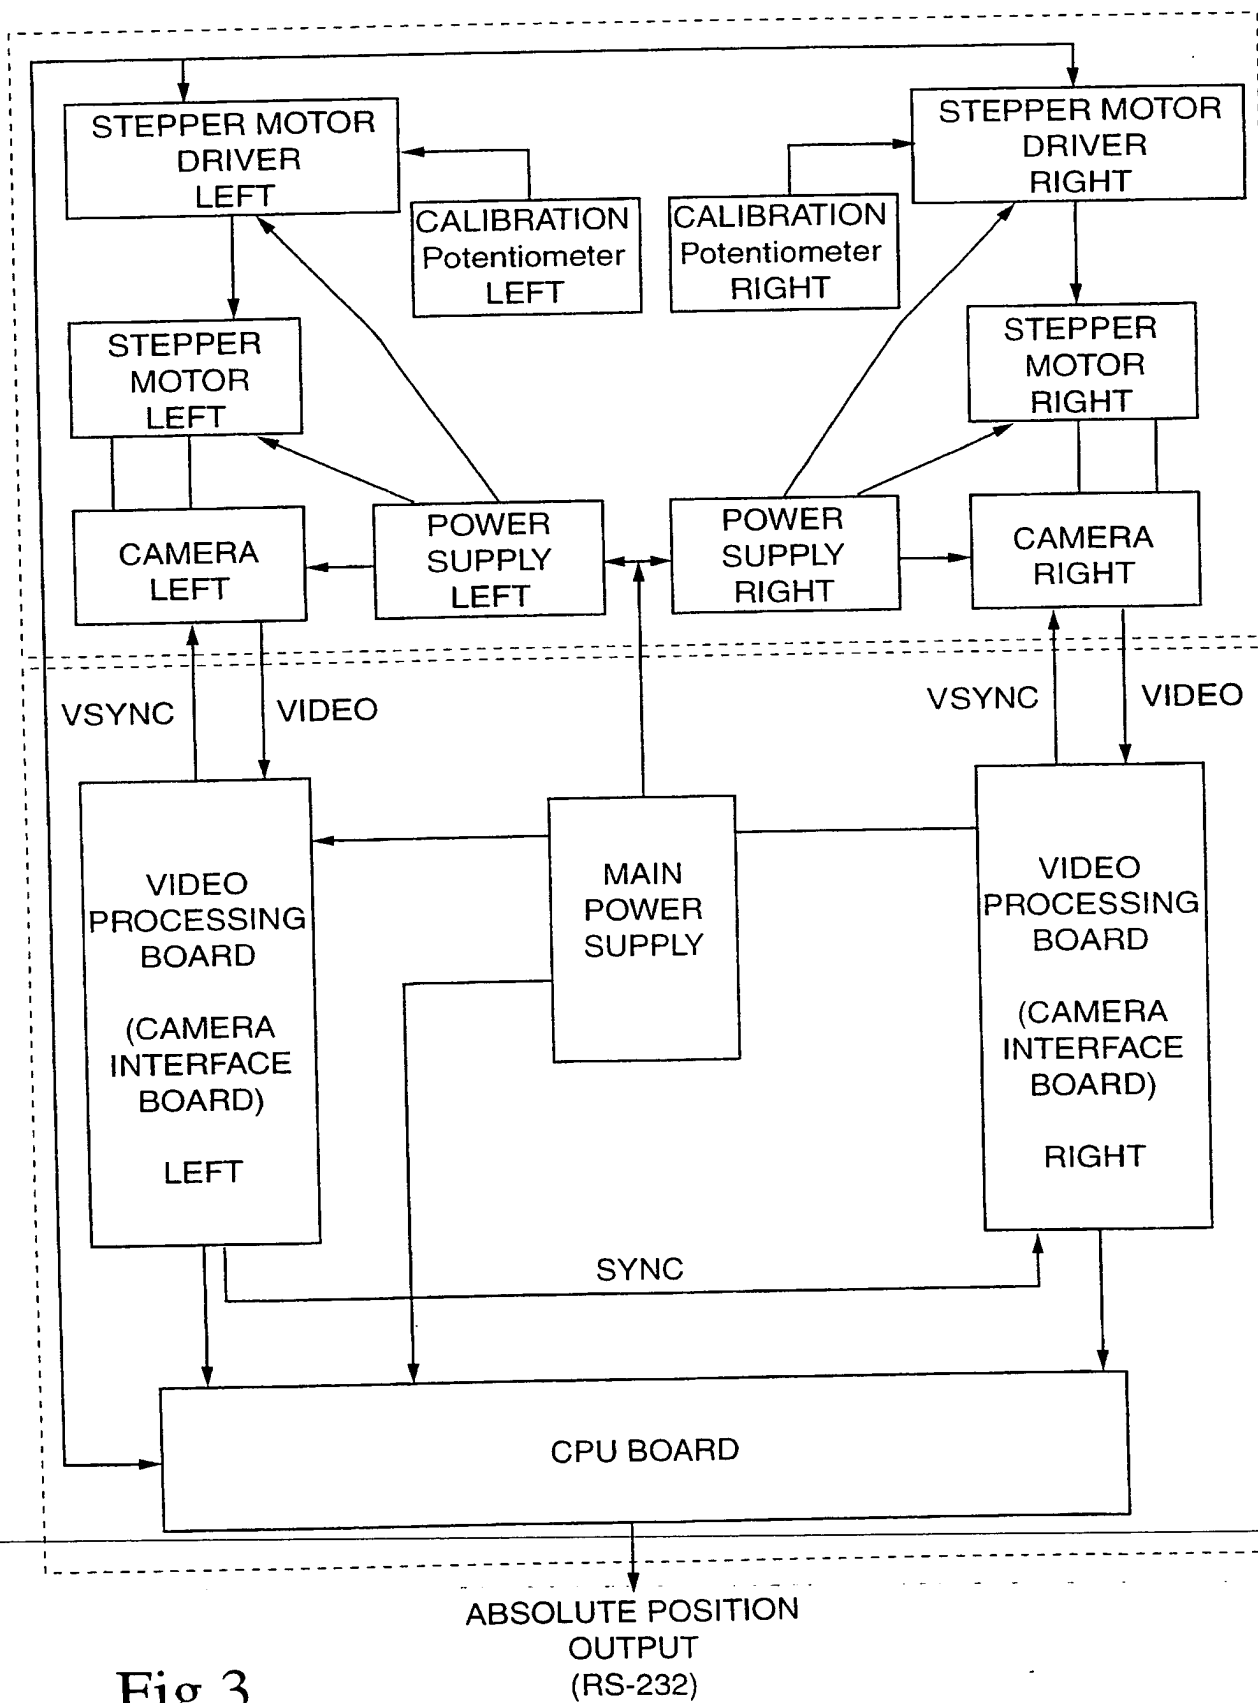 STEPPER MOTOR
DRIVER
LEFT
STEPPER MOTOR
DRIVER
RIGHT
CALIBRATION
Potentiometer
LEFT
CALIBRATION
Potentiometer
RIGHT
STEPPER
MOTOR
LEFT
STEPPER
MOTOR
RIGHT
CAMERA
LEFT
POWER
SUPPLY
LEFT
POWER
SUPPLY
RIGHT
CAMERA
RIGHT
VSYNC
VIDEO
VSYNC
VIDEO
VIDEO
PROCESSING
BOARD
(CAMERA
INTERFACE
BOARD)
LEFT
MAIN
POWER
SUPPLY
VIDEO
PROCESSING
BOARD
(CAMERA
INTERFACE
BOARD)
RIGHT
SYNC
CPU BOARD
ABSOLUTE POSITION
OUTPUT
(RS-232)
Fig 3